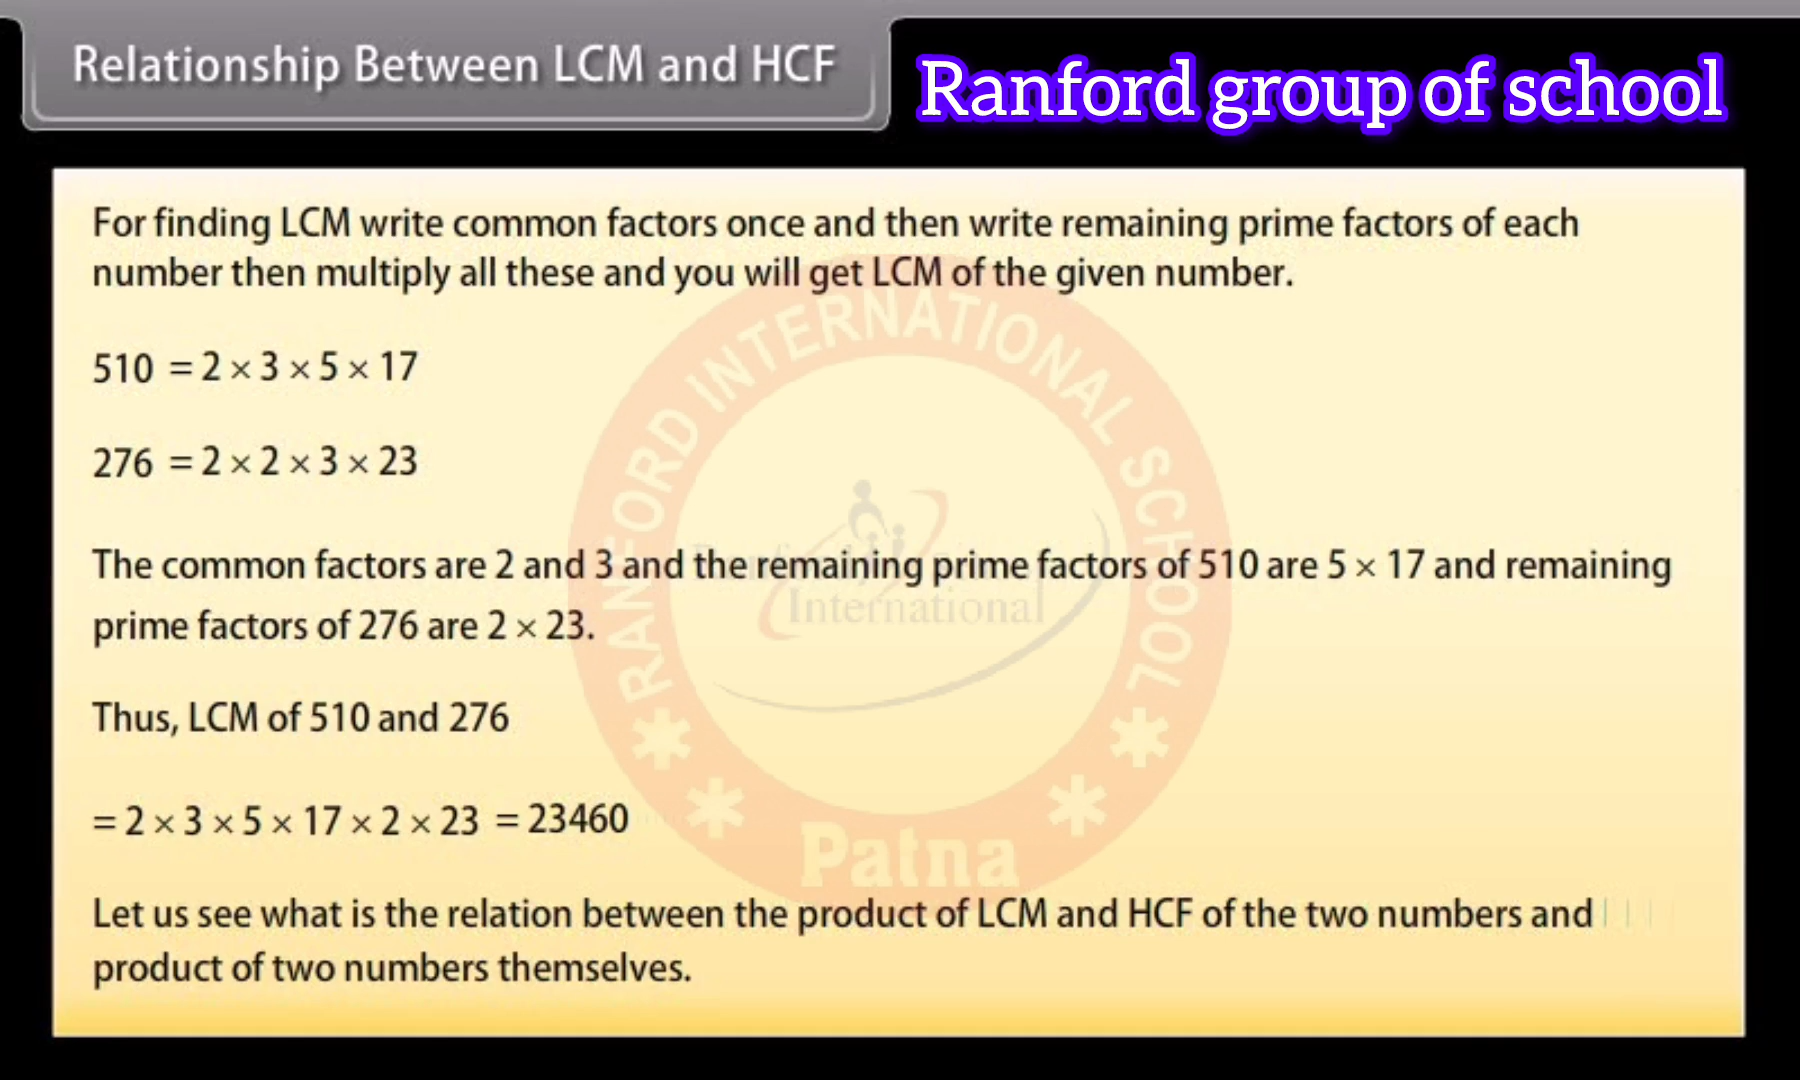 Relationship Between LCM and HCF
Ranford group of school
For finding LCM write common factors once and then write remaining prime factors of each
number then multiply all these and you will get LCM of the given number.
510 = 2 × 3 × 5 × 17
276 = 2 × 2 × 3 × 23
The common factors are 2 and 3 and the remaining prime factors of 510 are 5 × 17 and remaining
prime factors of 276 are 2 × 23.
Thus, LCM of 510 and 276
= 2 × 3 × 5 × 17 × 2 × 23 = 23460
Let us see what is the relation between the product of LCM and HCF of the two numbers and
product of two numbers themselves.
RANFORD INTERNATIONAL SCHOOL
International
Patna